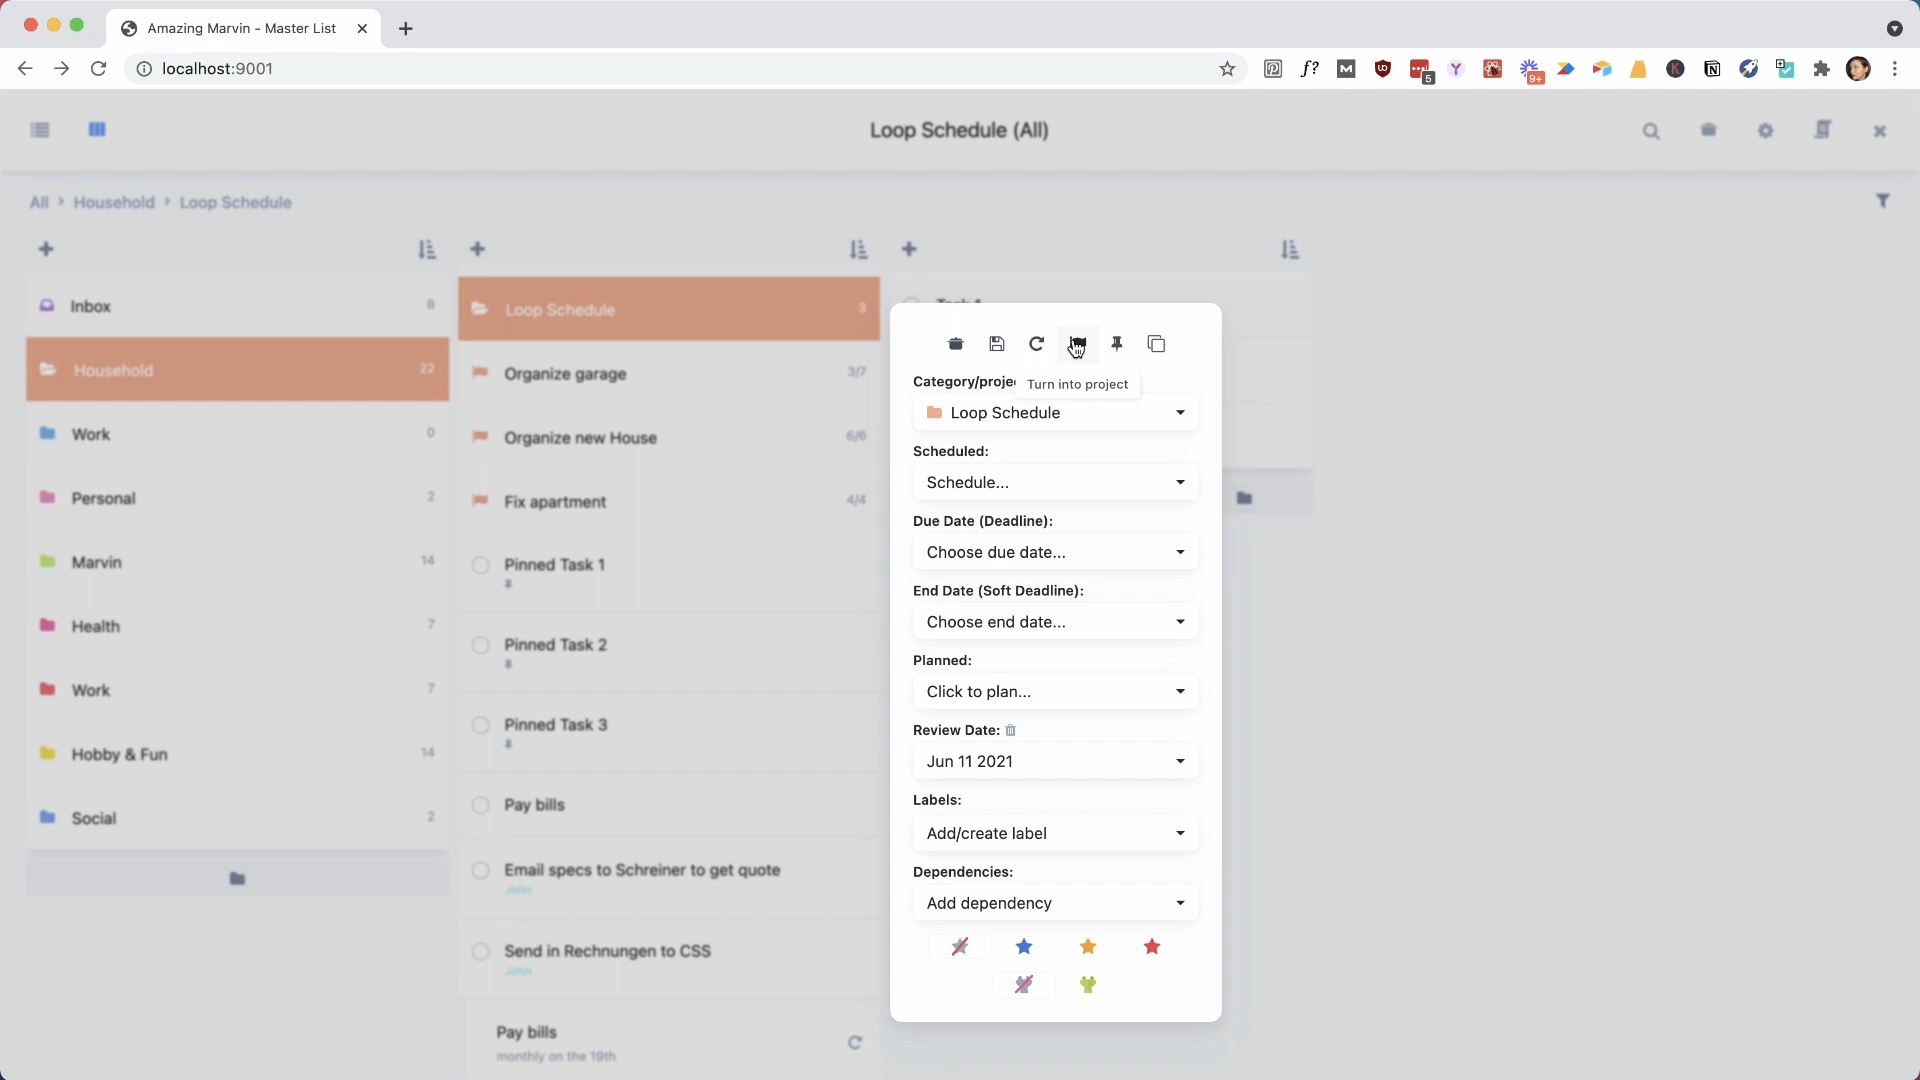 Amazing Marvin - Master List
localhost:9001
f?
5
9+
Loop Schedule (All)
All > Household > Loop Schedule
Inbox 8
Household 22
Work 0
Personal 2
Marvin 14
Health 7
Work 7
Hobby & Fun 14
Social 2
Loop Schedule 3
Organize garage 3/7
Organize new House 6/6
Fix apartment 4/4
Pinned Task 1
Pinned Task 2
Pinned Task 3
Pay bills
Email specs to Schreiner to get quote
John
Send in Rechnungen to CSS
John
Pay bills
monthly on the 19th
Category/proje
Turn into project
Loop Schedule
Scheduled:
Schedule...
Due Date (Deadline):
Choose due date...
End Date (Soft Deadline):
Choose end date...
Planned:
Click to plan...
Review Date:
Jun 11 2021
Labels:
Add/create label
Dependencies:
Add dependency